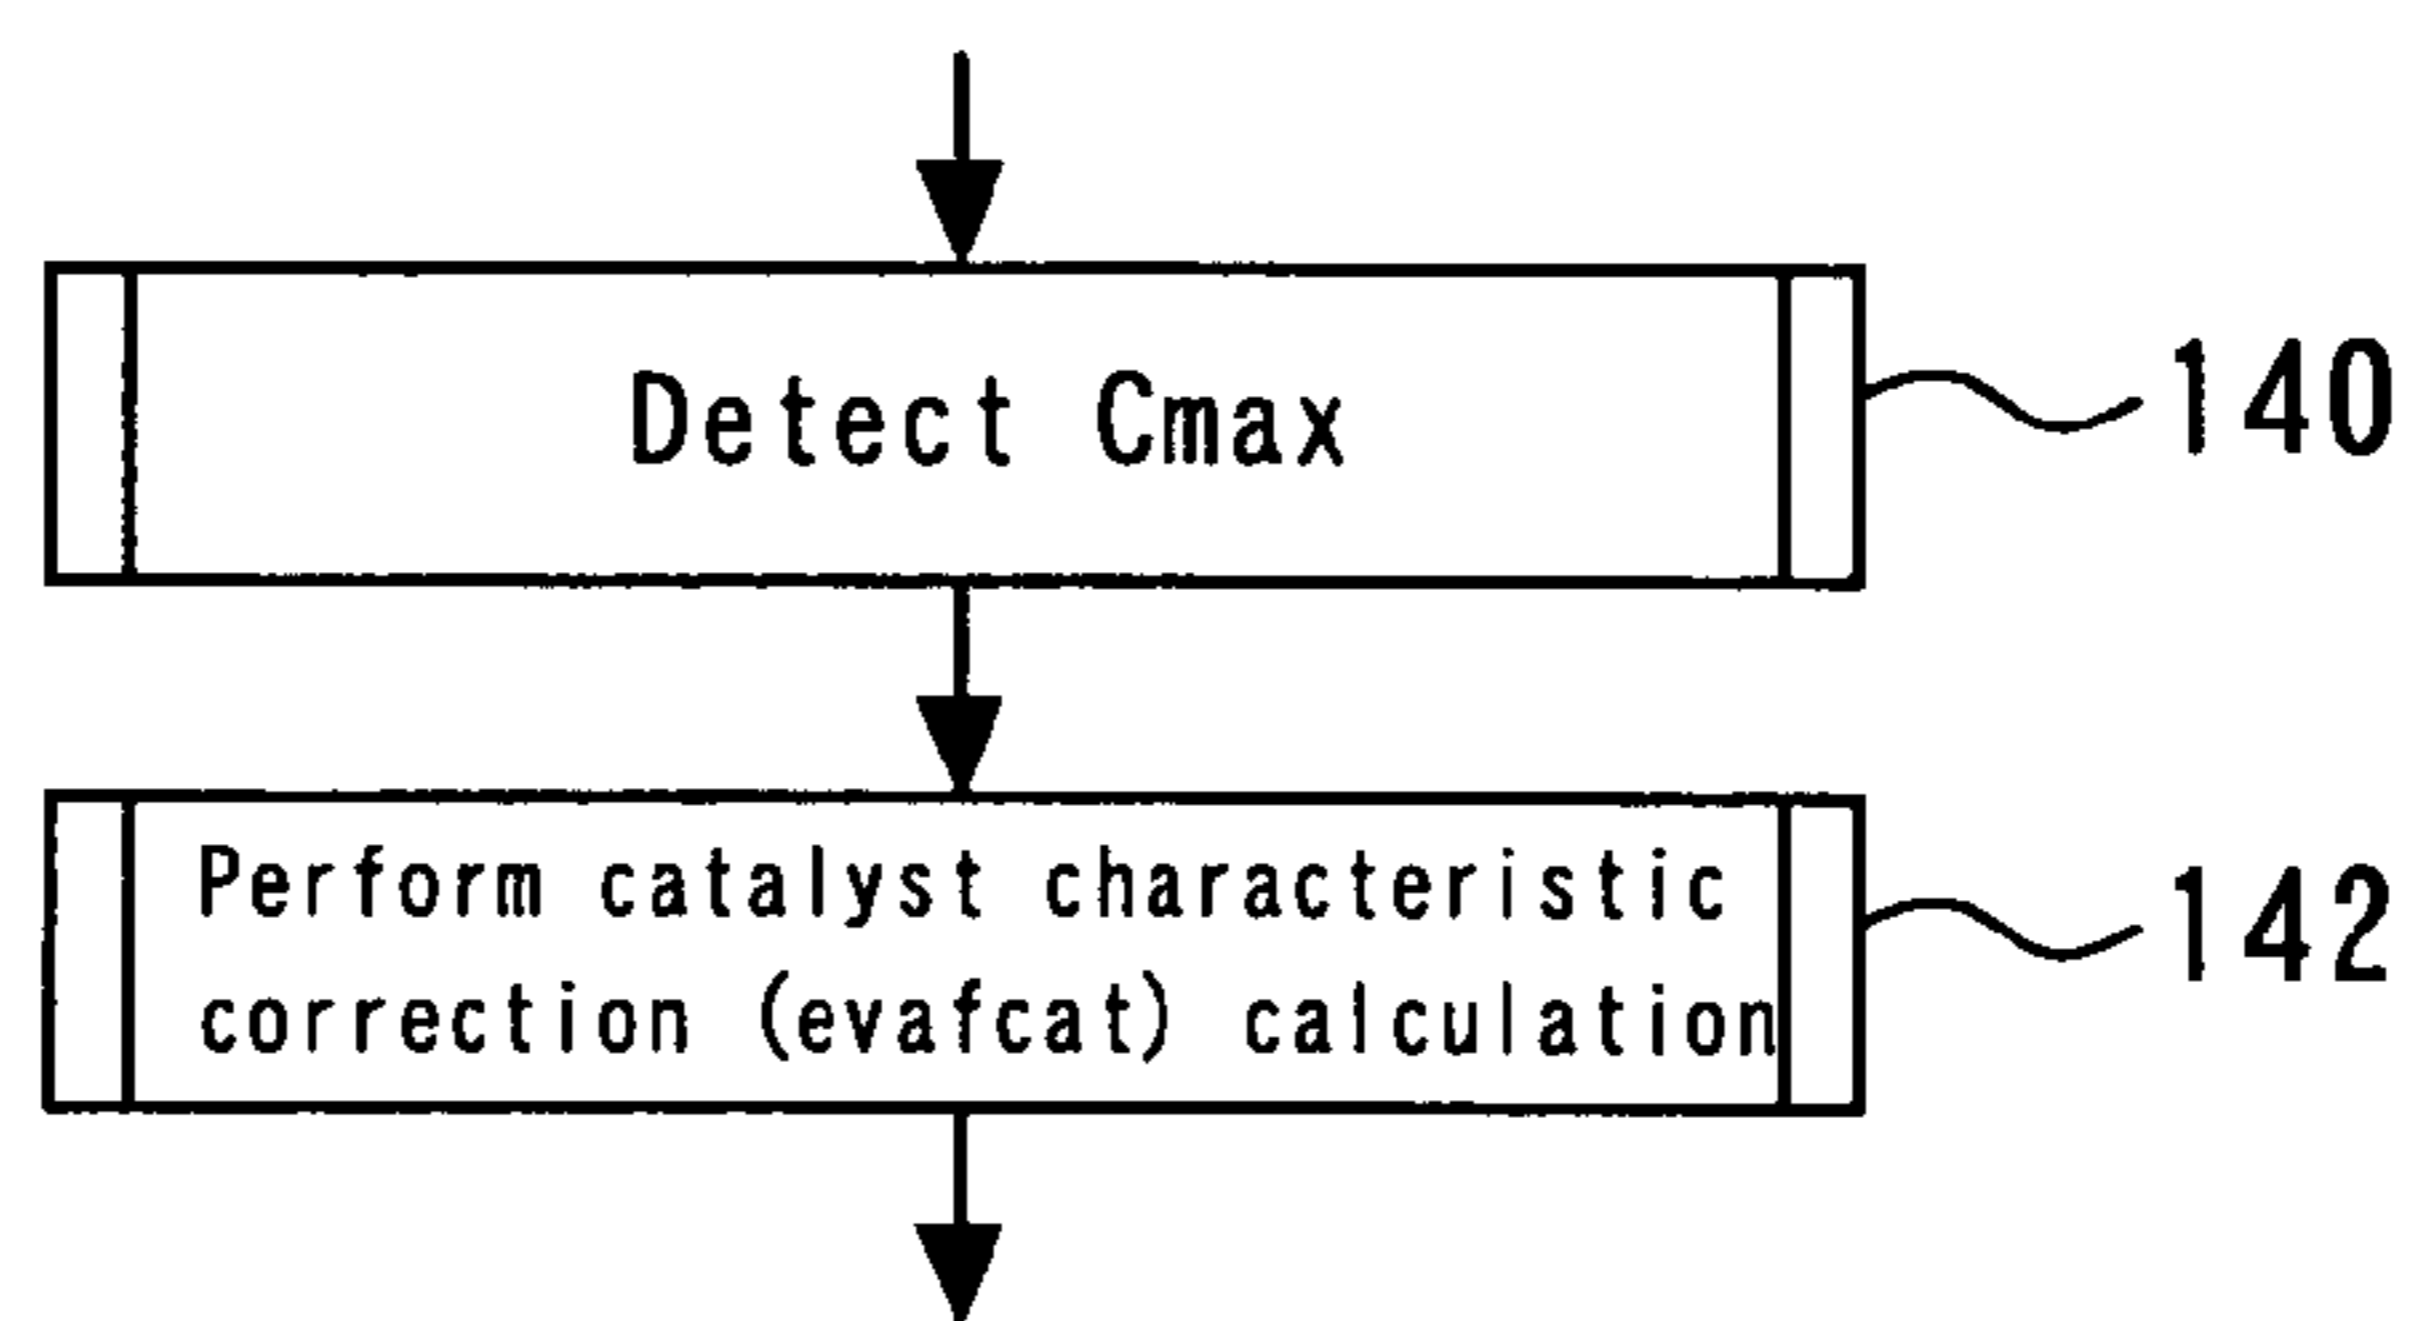 Detect Cmax
140
Perform catalyst characteristic
correction (evafcat) calculation
142